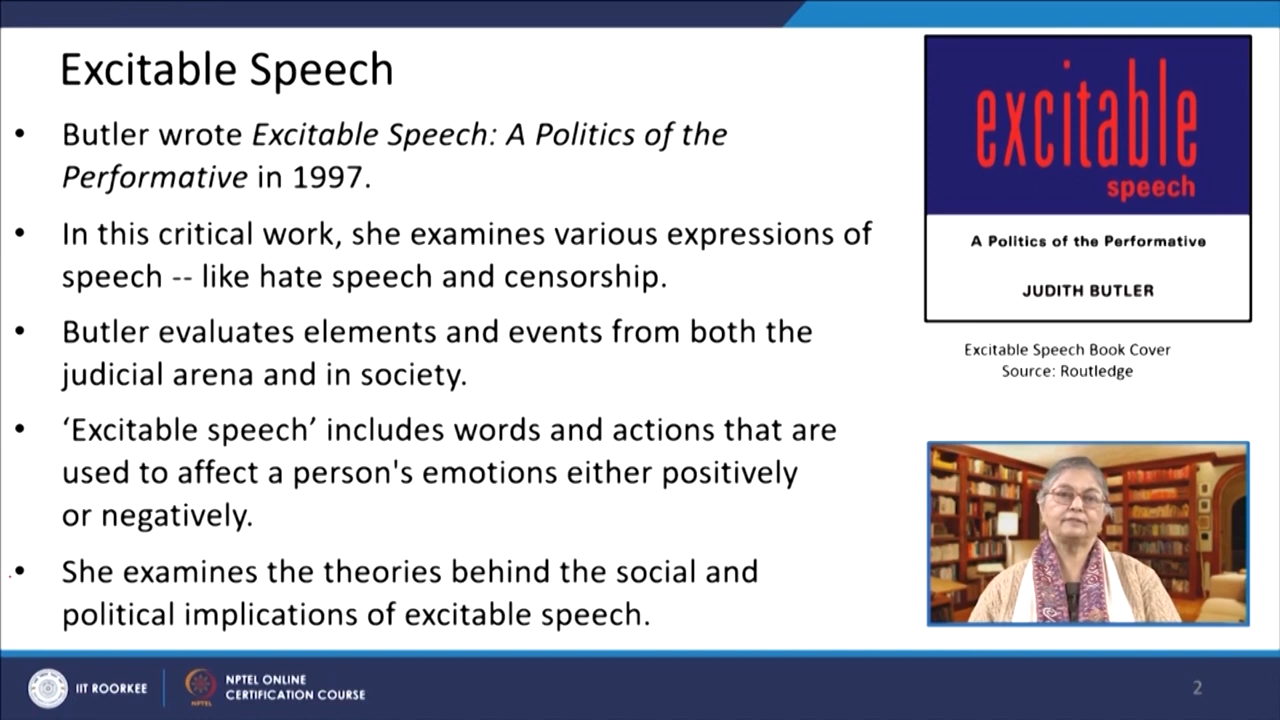 Excitable Speech
• Butler wrote Excitable Speech: A Politics of the
Performative in 1997.
• In this critical work, she examines various expressions of
speech -- like hate speech and censorship.
• Butler evaluates elements and events from both the
judicial arena and in society.
• ‘Excitable speech’ includes words and actions that are
used to affect a person's emotions either positively
or negatively.
• She examines the theories behind the social and
political implications of excitable speech.
excitable
speech
A Politics of the Performative
JUDITH BUTLER
Excitable Speech Book Cover
Source: Routledge
IIT ROORKEE
NPTEL
NPTEL ONLINE
CERTIFICATION COURSE
2